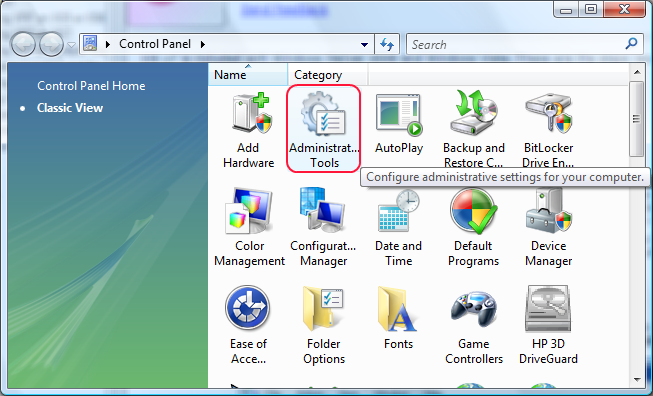 Control Panel
Search
Control Panel Home
Classic View
Name
Category
Add
Hardware
Administrat...
Tools
AutoPlay
Backup and
Restore C...
BitLocker
Drive En...
Configure administrative settings for your computer.
Color
Management
Configurat...
Manager
Date and
Time
Default
Programs
Device
Manager
Ease of
Acce...
Folder
Options
Fonts
Game
Controllers
HP 3D
DriveGuard